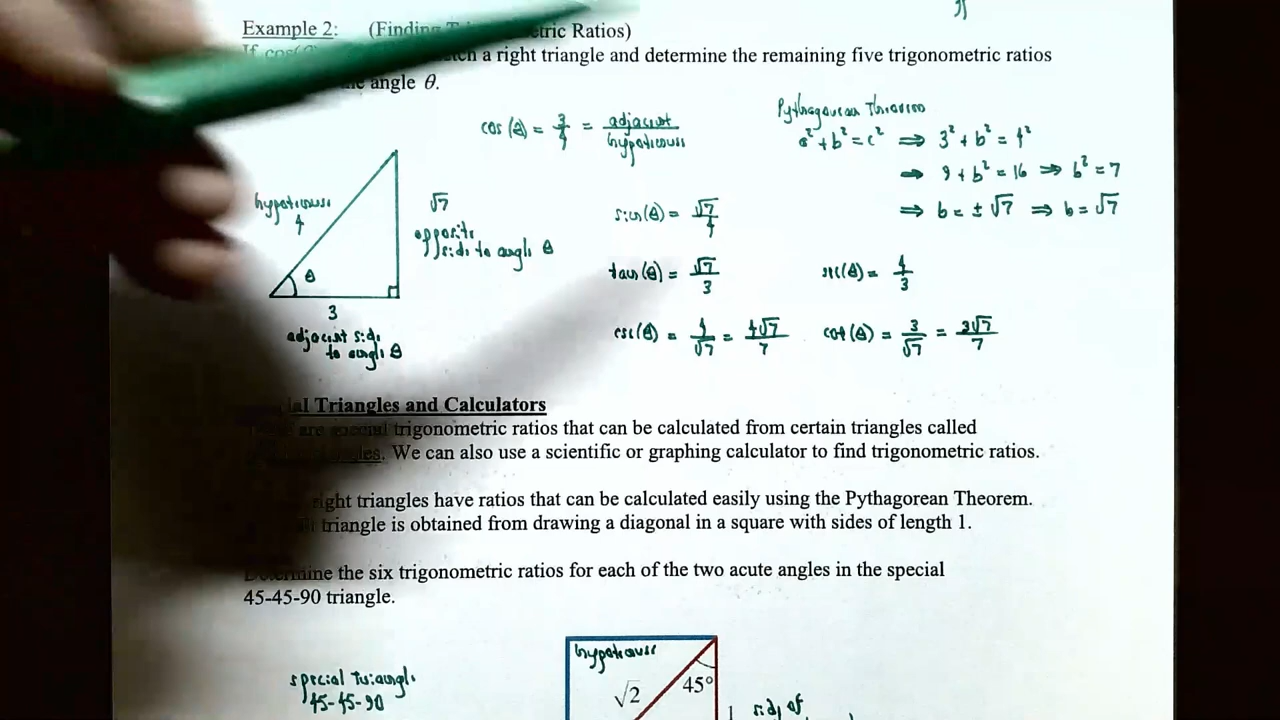 Example 2: (Finding Ratios)
a right triangle and determine the remaining five trigonometric ratios
angle θ.
cos(θ) = 3/4 = adjacent/hypotenuse
Pythagorean Theorem
a² + b² = c² ⟹ 3² + b² = 4²
⟹ 9 + b² = 16 ⟹ b² = 7
⟹ b = ± √7 ⟹ b = √7
hypotenuse
4
√7
opposite
side to angle θ
θ
3
adjacent side
to angle θ
sin(θ) = √7/4
tan(θ) = √7/3 sec(θ) = 4/3
csc(θ) = 4/√7 = 4√7/7 cot(θ) = 3/√7 = 3√7/7
Triangles and Calculators
are special trigonometric ratios that can be calculated from certain triangles called
We can also use a scientific or graphing calculator to find trigonometric ratios.
right triangles have ratios that can be calculated easily using the Pythagorean Theorem.
triangle is obtained from drawing a diagonal in a square with sides of length 1.
Determine the six trigonometric ratios for each of the two acute angles in the special
45-45-90 triangle.
special triangle
45-45-90
hypotenuse
√2
45°
1
side of